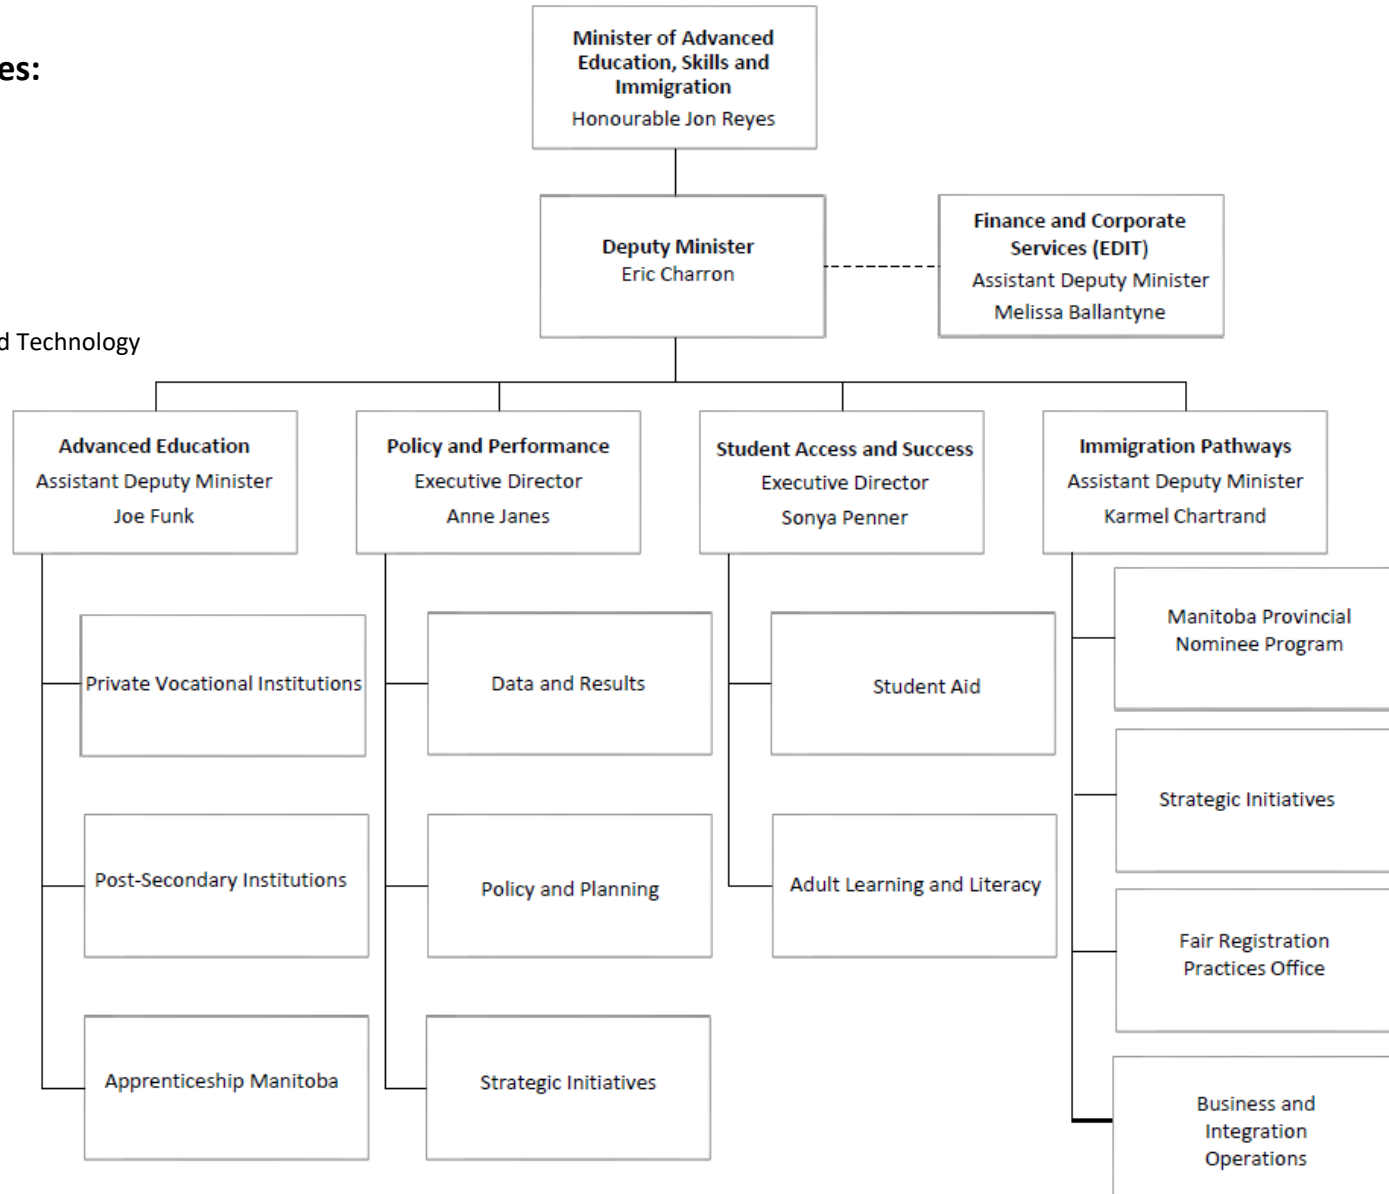 es:
d Technology
Minister of Advanced
Education, Skills and
Immigration
Honourable Jon Reyes
Deputy Minister
Eric Charron
Finance and Corporate
Services (EDIT)
Assistant Deputy Minister
Melissa Ballantyne
Advanced Education
Assistant Deputy Minister
Joe Funk
Policy and Performance
Executive Director
Anne Janes
Student Access and Success
Executive Director
Sonya Penner
Immigration Pathways
Assistant Deputy Minister
Karmel Chartrand
Private Vocational Institutions
Post-Secondary Institutions
Apprenticeship Manitoba
Data and Results
Policy and Planning
Strategic Initiatives
Student Aid
Adult Learning and Literacy
Manitoba Provincial
Nominee Program
Strategic Initiatives
Fair Registration
Practices Office
Business and
Integration
Operations